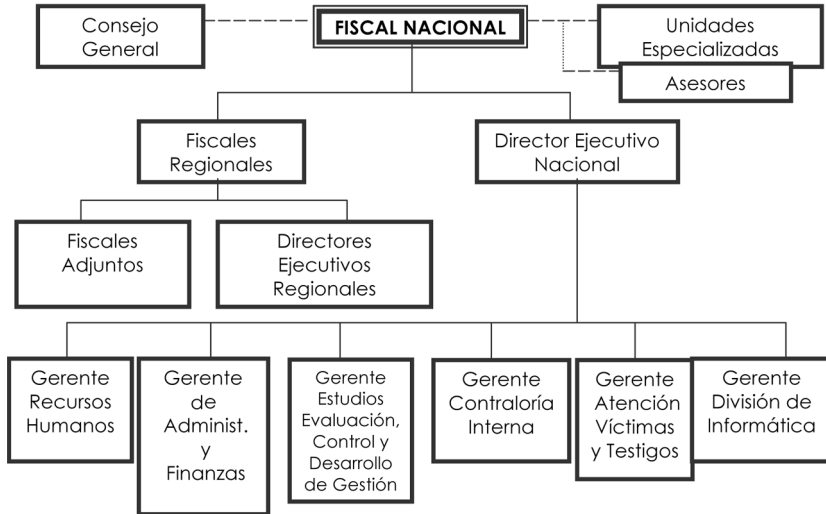 Consejo
General
FISCAL NACIONAL
Unidades
Especializadas
Asesores
Fiscales
Regionales
Director Ejecutivo
Nacional
Fiscales
Adjuntos
Directores
Ejecutivos
Regionales
Gerente
Recursos
Humanos
Gerente
de
Administ.
y
Finanzas
Gerente
Estudios
Evaluación,
Control y
Desarrollo
de Gestión
Gerente
Contraloría
Interna
Gerente
Atención
Víctimas
y Testigos
Gerente
División de
Informática